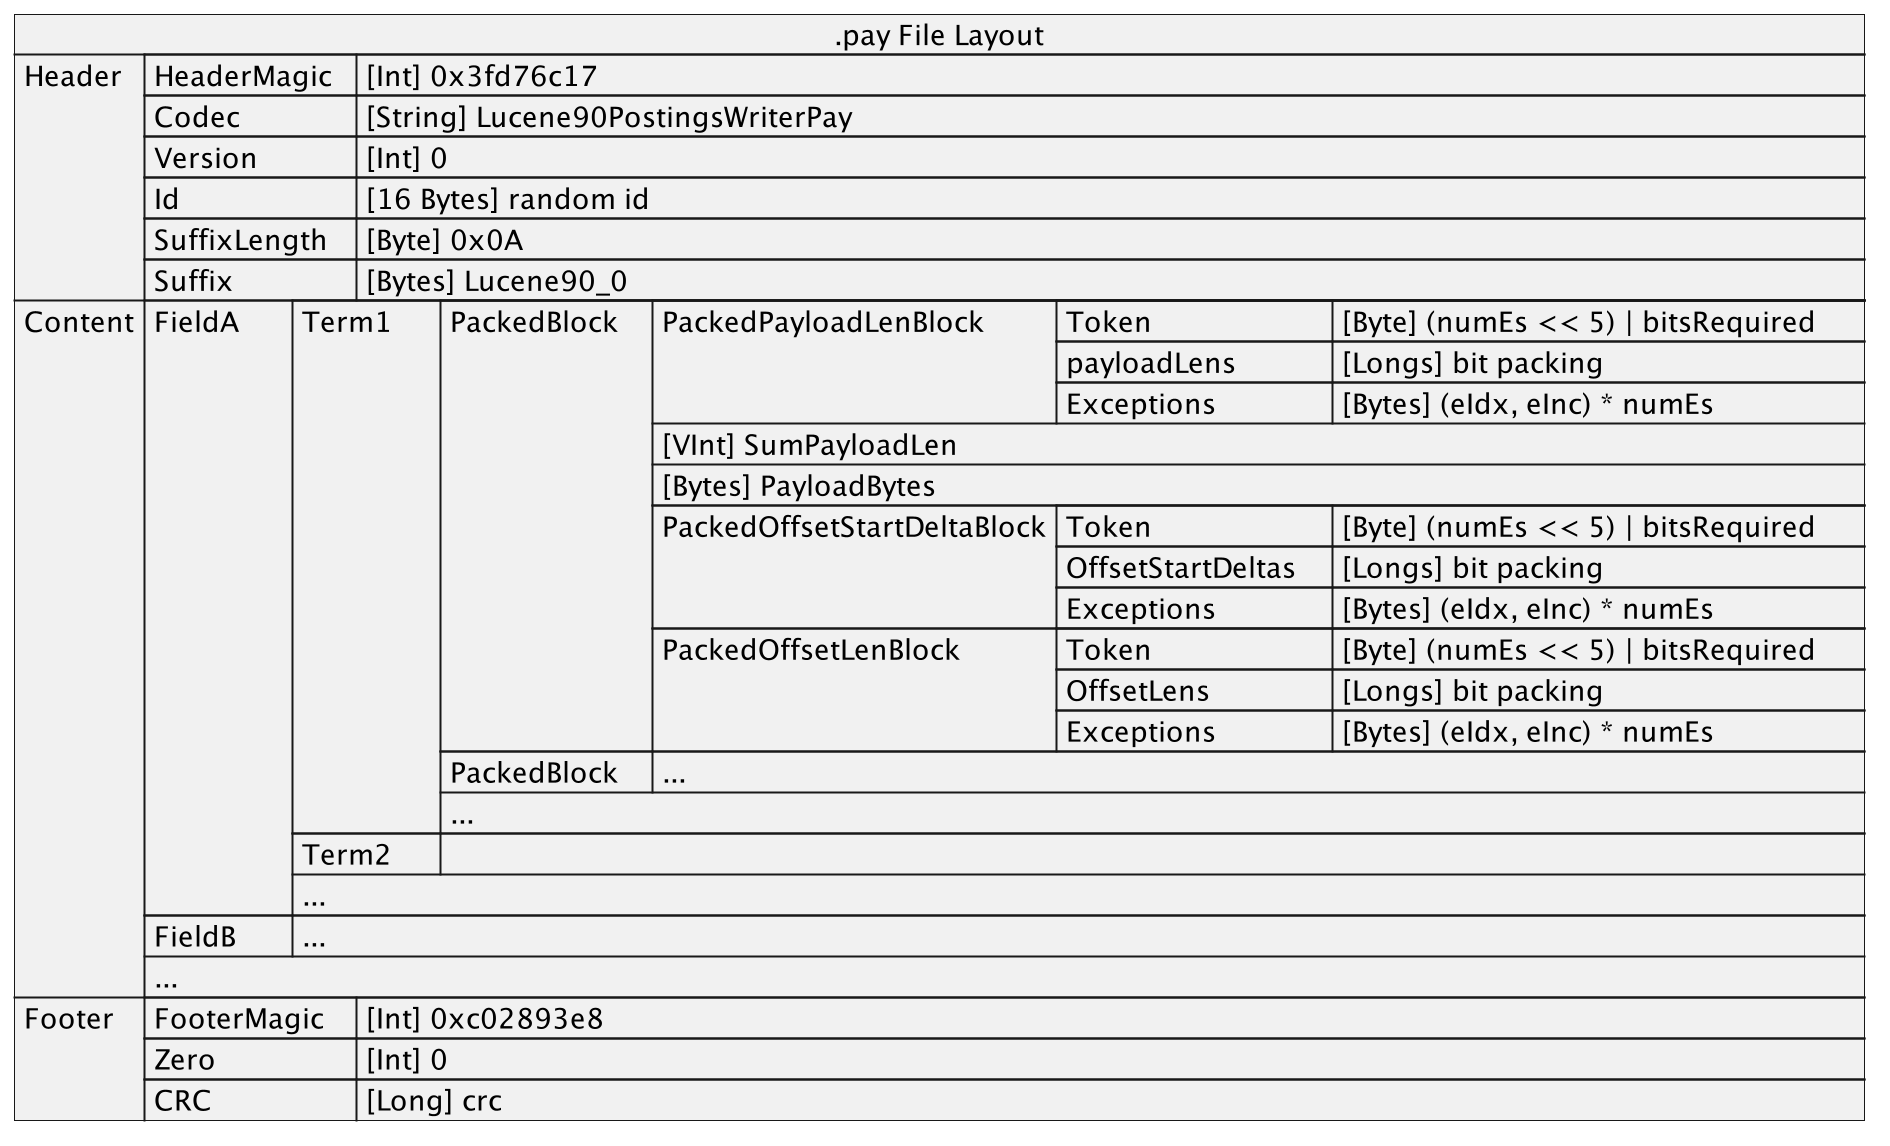 .pay File Layout
Header HeaderMagic [Int] 0x3fd76c17
Codec [String] Lucene90PostingsWriterPay
Version [Int] 0
Id [16 Bytes] random id
SuffixLength [Byte] 0x0A
Suffix [Bytes] Lucene90_0
Content FieldA Term1 PackedBlock PackedPayloadLenBlock Token [Byte] (numEs << 5) | bitsRequired
payloadLens [Longs] bit packing
Exceptions [Bytes] (eIdx, eInc) * numEs
[VInt] SumPayloadLen
[Bytes] PayloadBytes
PackedOffsetStartDeltaBlock Token [Byte] (numEs << 5) | bitsRequired
OffsetStartDeltas [Longs] bit packing
Exceptions [Bytes] (eIdx, eInc) * numEs
PackedOffsetLenBlock Token [Byte] (numEs << 5) | bitsRequired
OffsetLens [Longs] bit packing
Exceptions [Bytes] (eIdx, eInc) * numEs
PackedBlock ...
...
Term2
...
FieldB ...
...
Footer FooterMagic [Int] 0xc02893e8
Zero [Int] 0
CRC [Long] crc